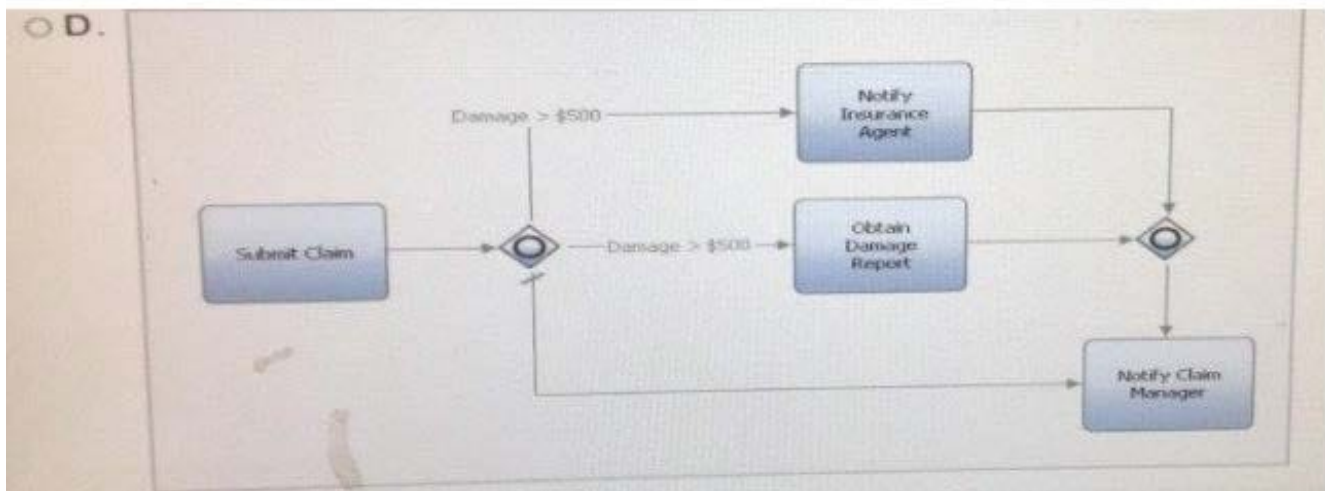 D.
Damage > $500
Notify
Insurance
Agent
Submit Claim
Damage > $500
Obtain
Damage
Report
Notify Claim
Manager